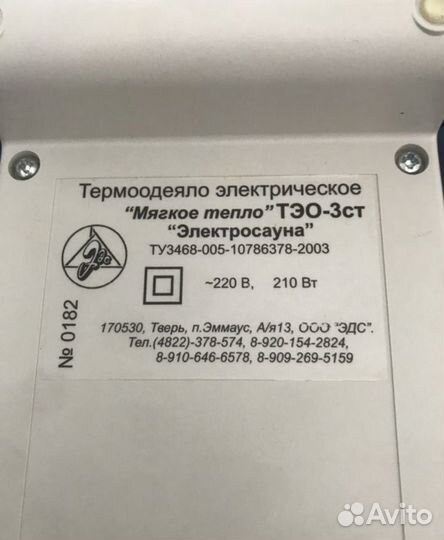 Термоодеяло электрическое
“Мягкое тепло” ТЭО-3ст
“Электросауна”
ТУ3468-005-10786378-2003
~220 В, 210 Вт
№ 0182
170530, Тверь, п.Эммаус, А/я13, ООО "ЭДС".
Тел.(4822)-378-574, 8-920-154-2824,
8-910-646-6578, 8-909-269-5159
Avito